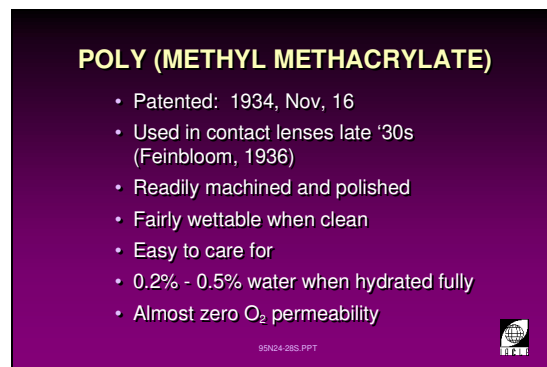 POLY (METHYL METHACRYLATE)
• Patented: 1934, Nov, 16
• Used in contact lenses late ‘30s
(Feinbloom, 1936)
• Readily machined and polished
• Fairly wettable when clean
• Easy to care for
• 0.2% - 0.5% water when hydrated fully
• Almost zero O₂ permeability
95N24-28S.PPT
IACLE